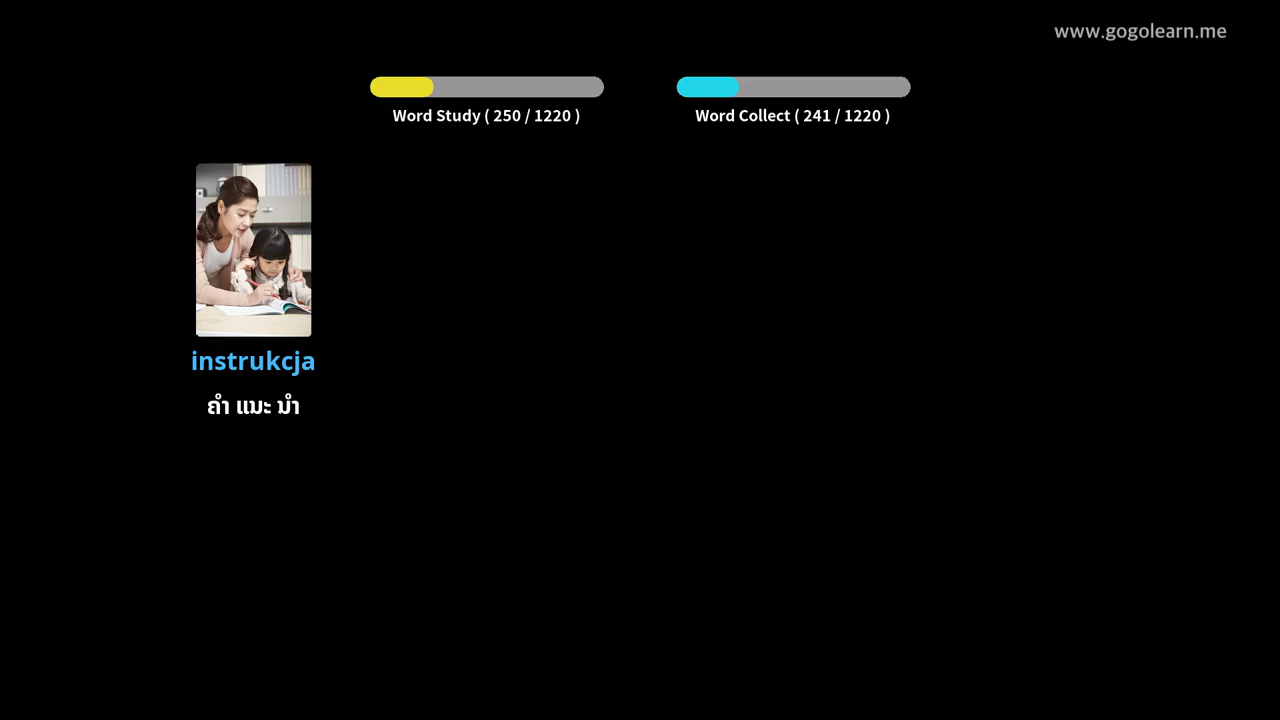 www.gogolearn.me
Word Study ( 250 / 1220 )
Word Collect ( 241 / 1220 )
instrukcja
ຄຳ ແນະ ນຳ